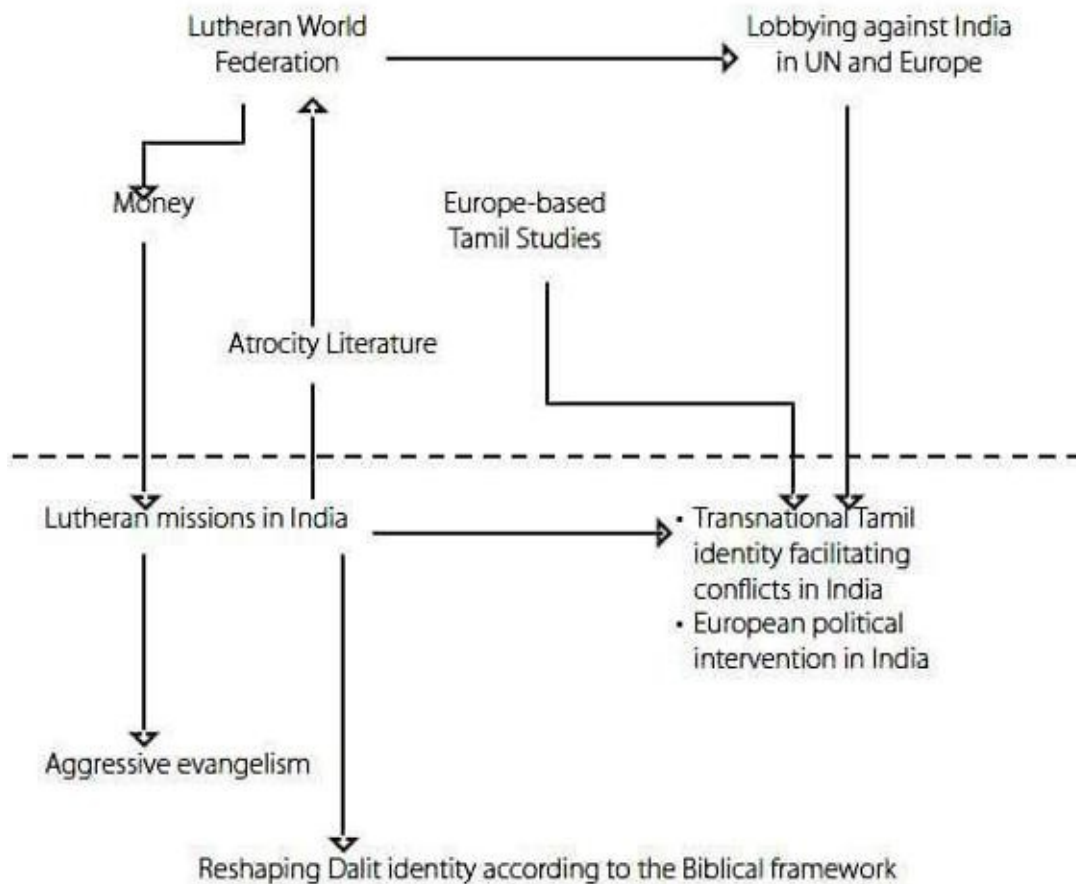 Lutheran World
Federation
Lobbying against India
in UN and Europe
Money
Europe-based
Tamil Studies
Atrocity Literature
Lutheran missions in India
• Transnational Tamil
identity facilitating
conflicts in India
• European political
intervention in India
Aggressive evangelism
Reshaping Dalit identity according to the Biblical framework